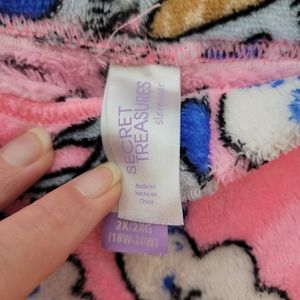 SECRET
TREASURES
sleepwear
Made in/
Hecho en
China
2X/2XG
(18W-20W)